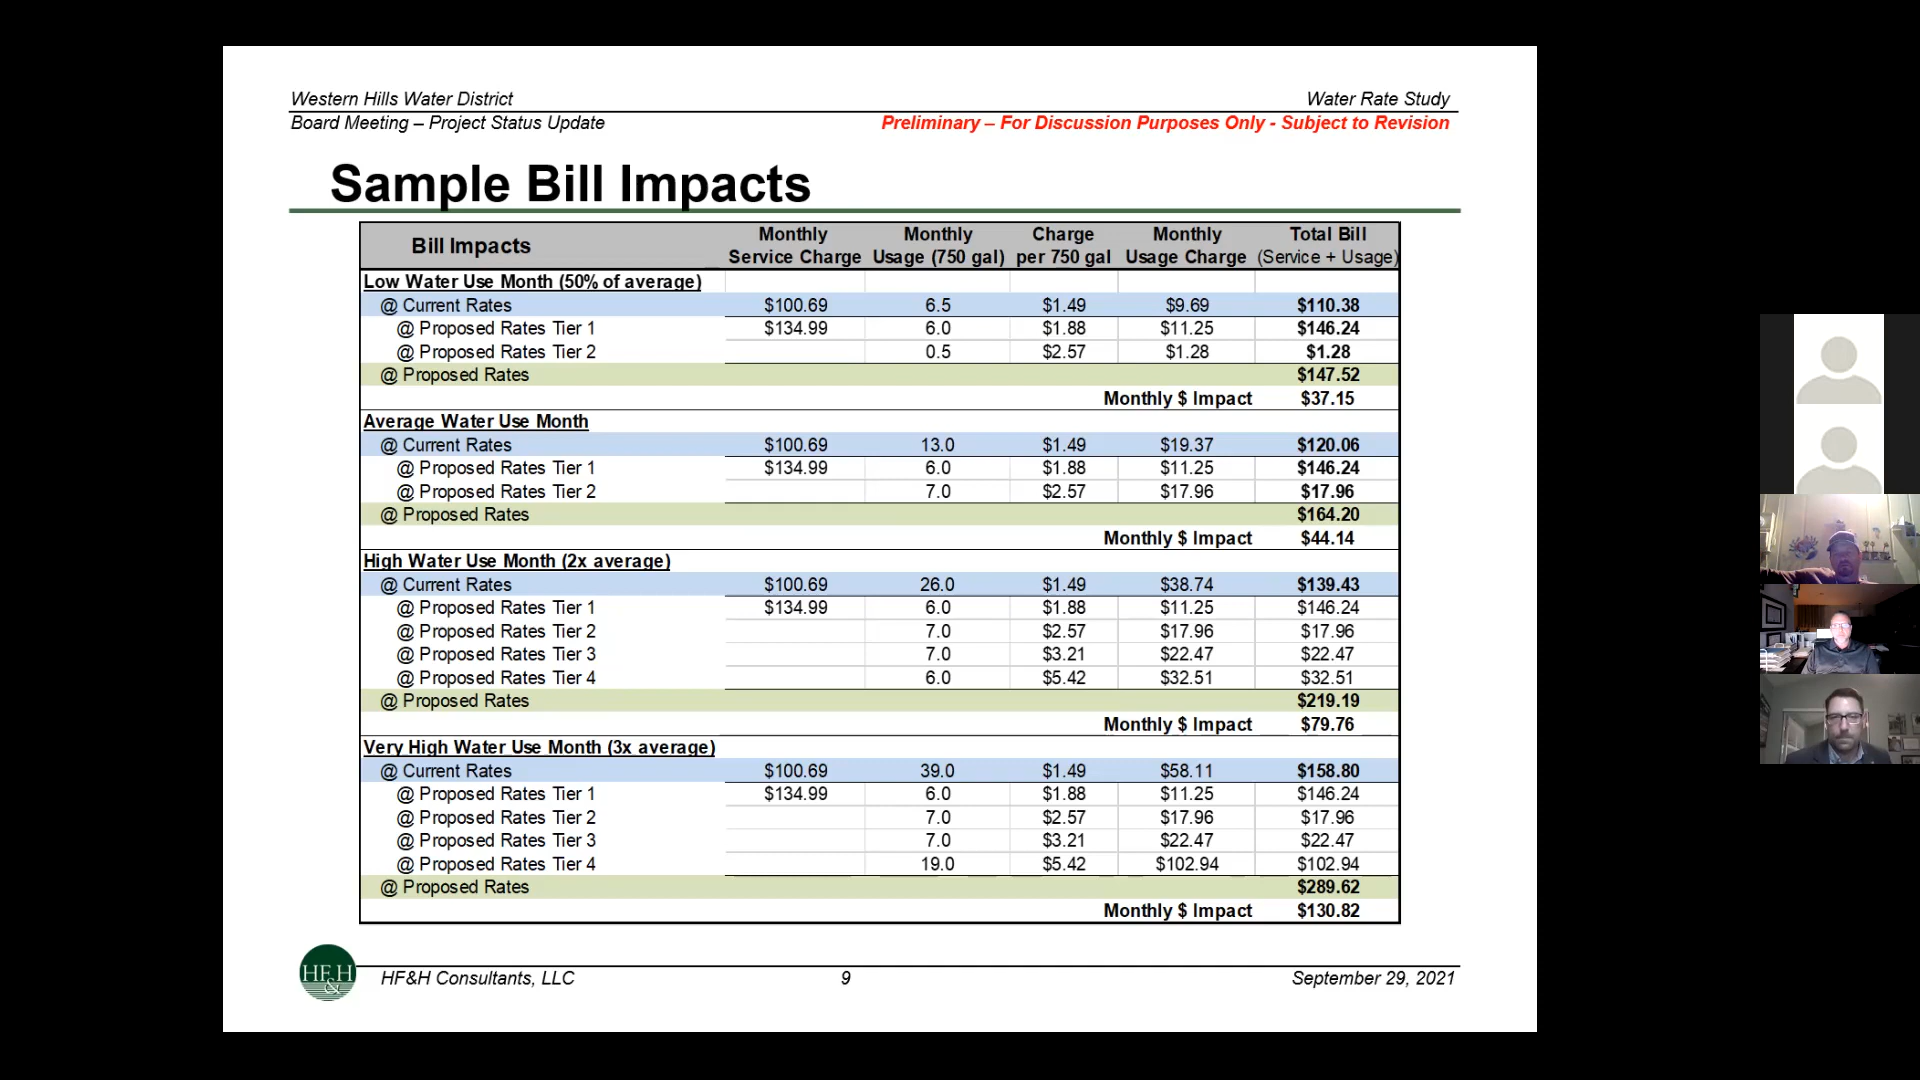 Western Hills Water District Water Rate Study
Board Meeting – Project Status Update Preliminary – For Discussion Purposes Only - Subject to Revision
Sample Bill Impacts
Bill Impacts Monthly Service Charge Monthly Usage (750 gal) Charge per 750 gal Monthly Usage Charge Total Bill (Service + Usage)
Low Water Use Month (50% of average)
@ Current Rates $100.69 6.5 $1.49 $9.69 $110.38
@ Proposed Rates Tier 1 $134.99 6.0 $1.88 $11.25 $146.24
@ Proposed Rates Tier 2 0.5 $2.57 $1.28 $1.28
@ Proposed Rates $147.52
Monthly $ Impact $37.15
Average Water Use Month
@ Current Rates $100.69 13.0 $1.49 $19.37 $120.06
@ Proposed Rates Tier 1 $134.99 6.0 $1.88 $11.25 $146.24
@ Proposed Rates Tier 2 7.0 $2.57 $17.96 $17.96
@ Proposed Rates $164.20
Monthly $ Impact $44.14
High Water Use Month (2x average)
@ Current Rates $100.69 26.0 $1.49 $38.74 $139.43
@ Proposed Rates Tier 1 $134.99 6.0 $1.88 $11.25 $146.24
@ Proposed Rates Tier 2 7.0 $2.57 $17.96 $17.96
@ Proposed Rates Tier 3 7.0 $3.21 $22.47 $22.47
@ Proposed Rates Tier 4 6.0 $5.42 $32.51 $32.51
@ Proposed Rates $219.19
Monthly $ Impact $79.76
Very High Water Use Month (3x average)
@ Current Rates $100.69 39.0 $1.49 $58.11 $158.80
@ Proposed Rates Tier 1 $134.99 6.0 $1.88 $11.25 $146.24
@ Proposed Rates Tier 2 7.0 $2.57 $17.96 $17.96
@ Proposed Rates Tier 3 7.0 $3.21 $22.47 $22.47
@ Proposed Rates Tier 4 19.0 $5.42 $102.94 $102.94
@ Proposed Rates $289.62
Monthly $ Impact $130.82
HF&H
HF&H Consultants, LLC 9 September 29, 2021